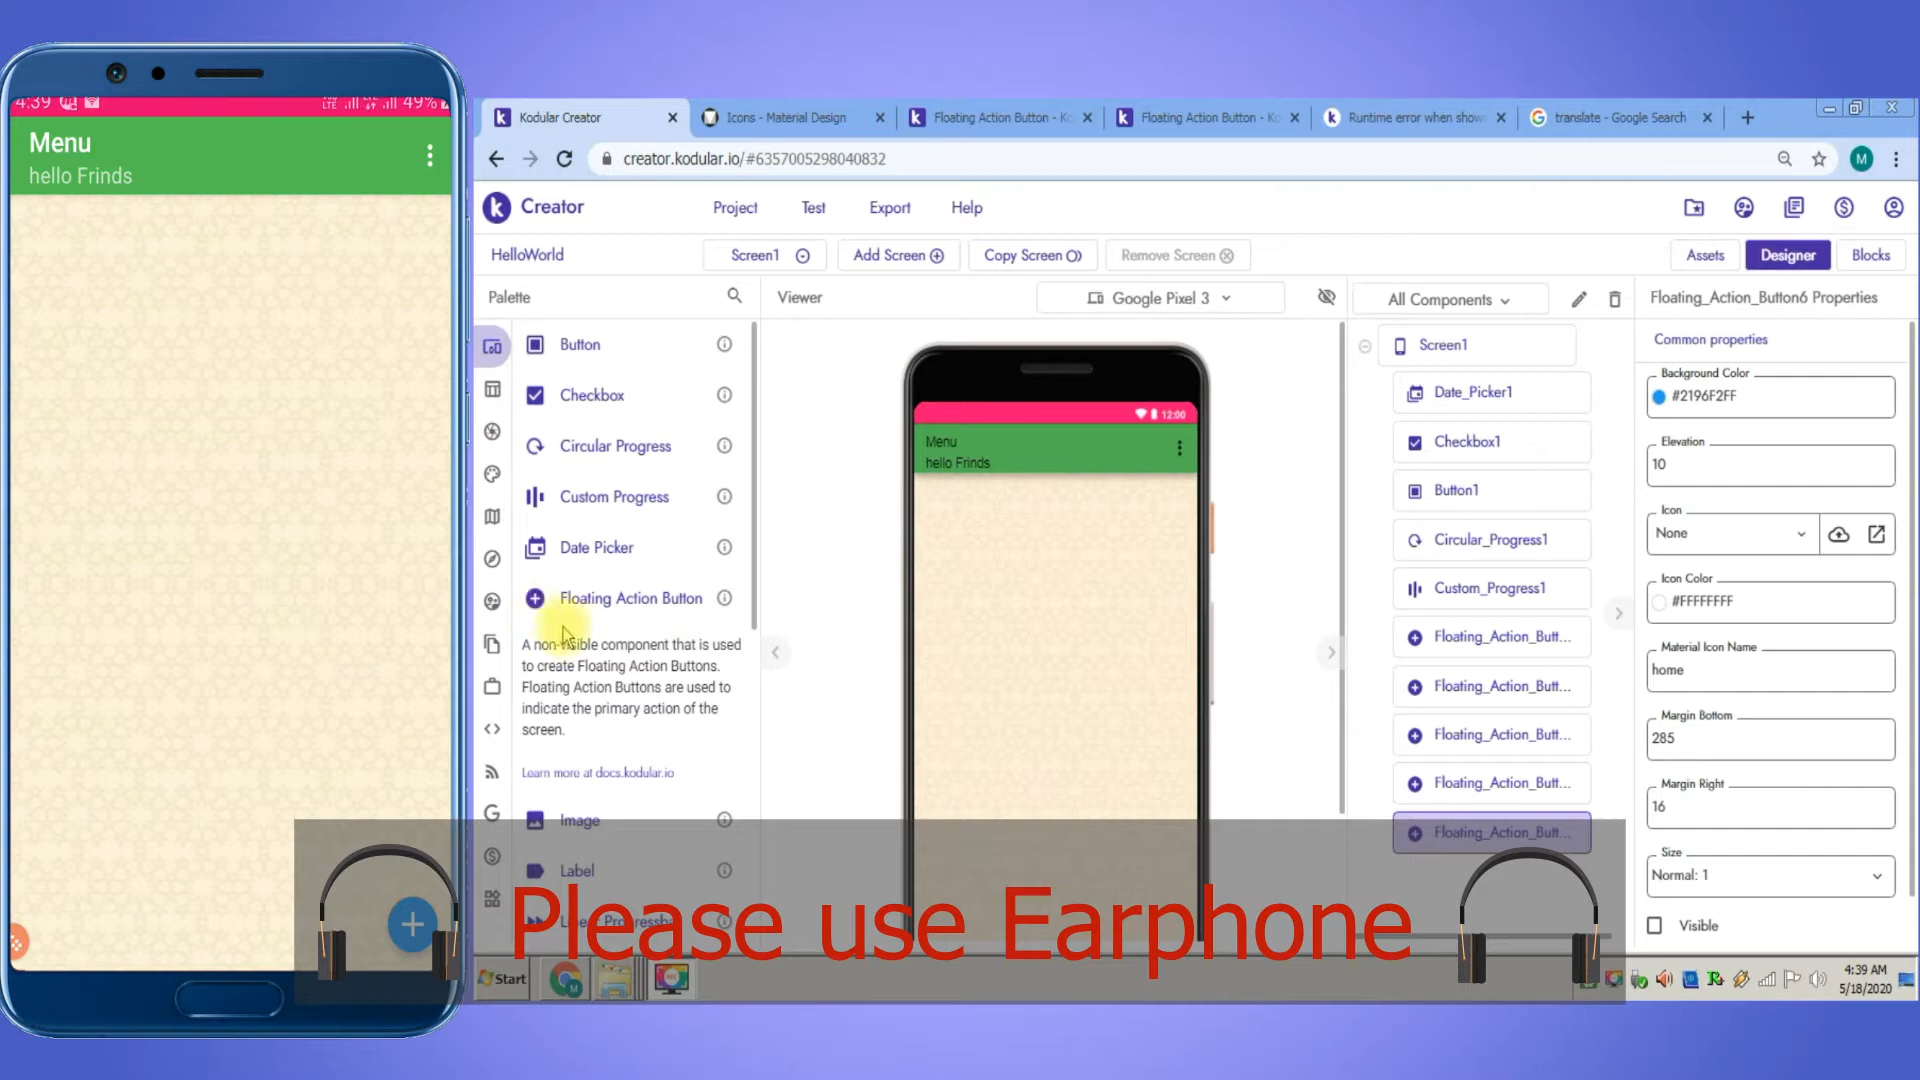 4:39
49%
Menu
hello Frinds
Kodular Creator
Icons - Material Design
Floating Action Button - Ko
Floating Action Button - Ko
Runtime error when show
translate - Google Search
creator.kodular.io/#6357005298040832
M
Creator
Project
Test
Export
Help
HelloWorld
Screen1
Add Screen
Copy Screen
Remove Screen
Assets
Designer
Blocks
Palette
Viewer
Google Pixel 3
All Components
Floating_Action_Button6 Properties
Button
Checkbox
Circular Progress
Custom Progress
Date Picker
Floating Action Button
A non-visible component that is used
to create Floating Action Buttons.
Floating Action Buttons are used to
indicate the primary action of the
screen.
Learn more at docs.kodular.io
Image
Label
Linear Progressba
12:00
Menu
hello Frinds
Screen1
Date_Picker1
Checkbox1
Button1
Circular_Progress1
Custom_Progress1
Floating_Action_Butt...
Floating_Action_Butt...
Floating_Action_Butt...
Floating_Action_Butt...
Floating_Action_Butt...
Common properties
Background Color
#2196F2FF
Elevation
10
Icon
None
Icon Color
#FFFFFFFF
Material Icon Name
home
Margin Bottom
285
Margin Right
16
Size
Normal: 1
Visible
Please use Earphone
Start
4:39 AM
5/18/2020